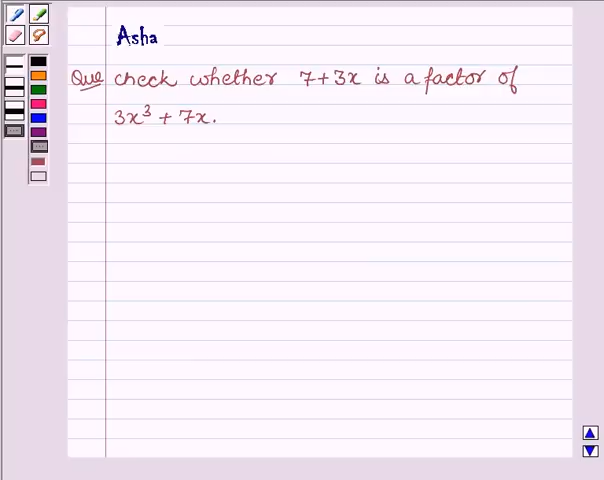 Asha
Que check whether 7+3x is a factor of
3x³ + 7x.